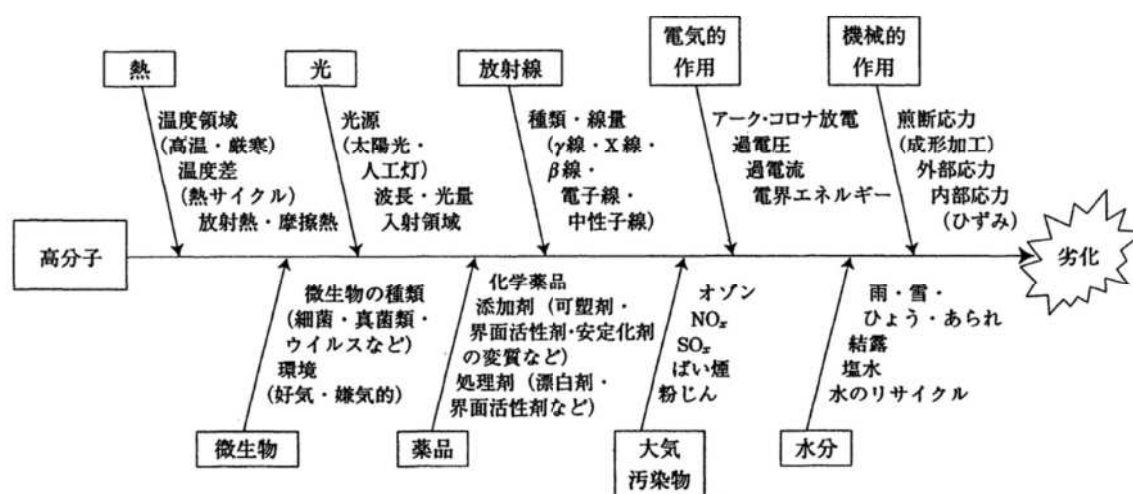 熱
温度領域
(高温・厳寒)
温度差
(熱サイクル)
放射熱・摩擦熱
光
光源
(太陽光・
人工灯)
波長・光量
入射領域
放射線
種類・線量
(γ線・X線・
β線・
電子線・
中性子線)
電気的
作用
アーク・コロナ放電
過電圧
過電流
電界エネルギー
機械的
作用
煎断応力
(成形加工)
外部応力
内部応力
(ひずみ)
高分子
劣化
微生物の種類
(細菌・真菌類・
ウイルスなど)
環境
(好気・嫌気的)
微生物
化学薬品
添加剤(可塑剤・
界面活性剤・安定化剤
の変質など)
処理剤(漂白剤・
界面活性剤など)
薬品
オゾン
NOx
SOx
ばい煙
粉じん
大気
汚染物
雨・雪・
ひょう・あられ
結露
塩水
水のリサイクル
水分